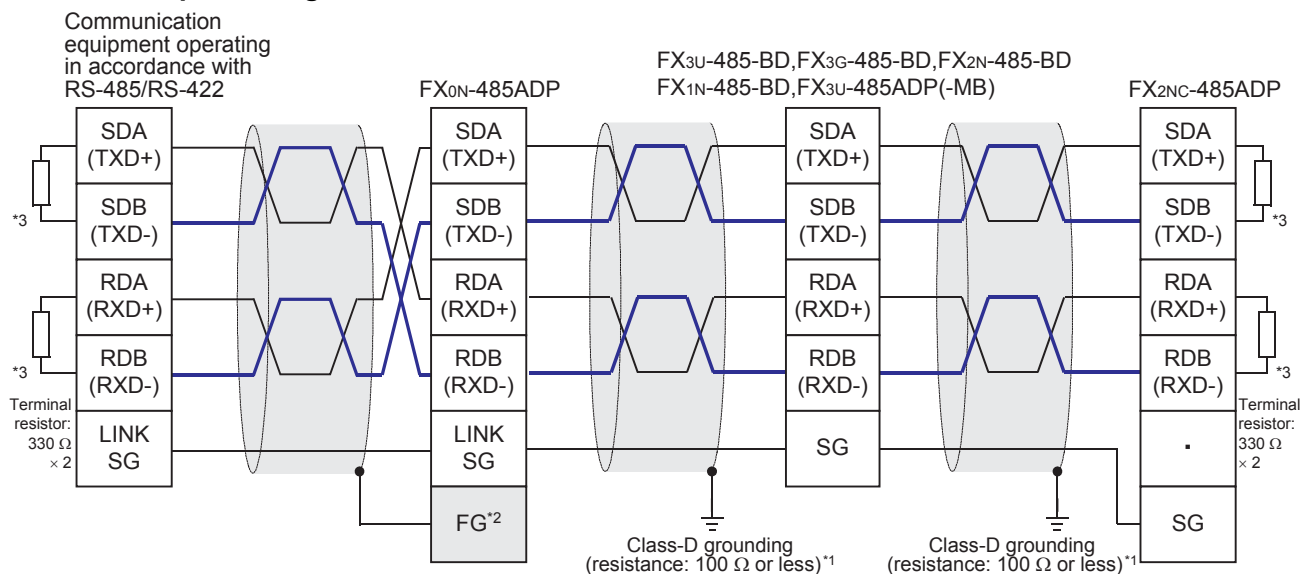 Communication
equipment operating
in accordance with
RS-485/RS-422
FX0N-485ADP
FX3U-485-BD,FX3G-485-BD,FX2N-485-BD
FX1N-485-BD,FX3U-485ADP(-MB)
FX2NC-485ADP
SDA
(TXD+)
SDB
(TXD-)
RDA
(RXD+)
RDB
(RXD-)
LINK
SG
*3
*3
Terminal
resistor:
330 Ω
× 2
SDA
(TXD+)
SDB
(TXD-)
RDA
(RXD+)
RDB
(RXD-)
LINK
SG
FG*2
SDA
(TXD+)
SDB
(TXD-)
RDA
(RXD+)
RDB
(RXD-)
SG
SDA
(TXD+)
SDB
(TXD-)
RDA
(RXD+)
RDB
(RXD-)
·
SG
*3
*3
Terminal
resistor:
330 Ω
× 2
Class-D grounding
(resistance: 100 Ω or less)*1
Class-D grounding
(resistance: 100 Ω or less)*1